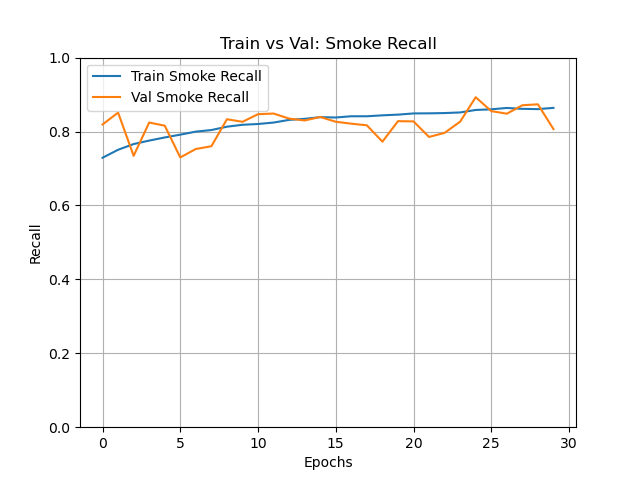 Train vs Val: Smoke Recall
Train Smoke Recall
Val Smoke Recall
Recall
1.0
0.8
0.6
0.4
0.2
0.0
0 5 10 15 20 25 30
Epochs